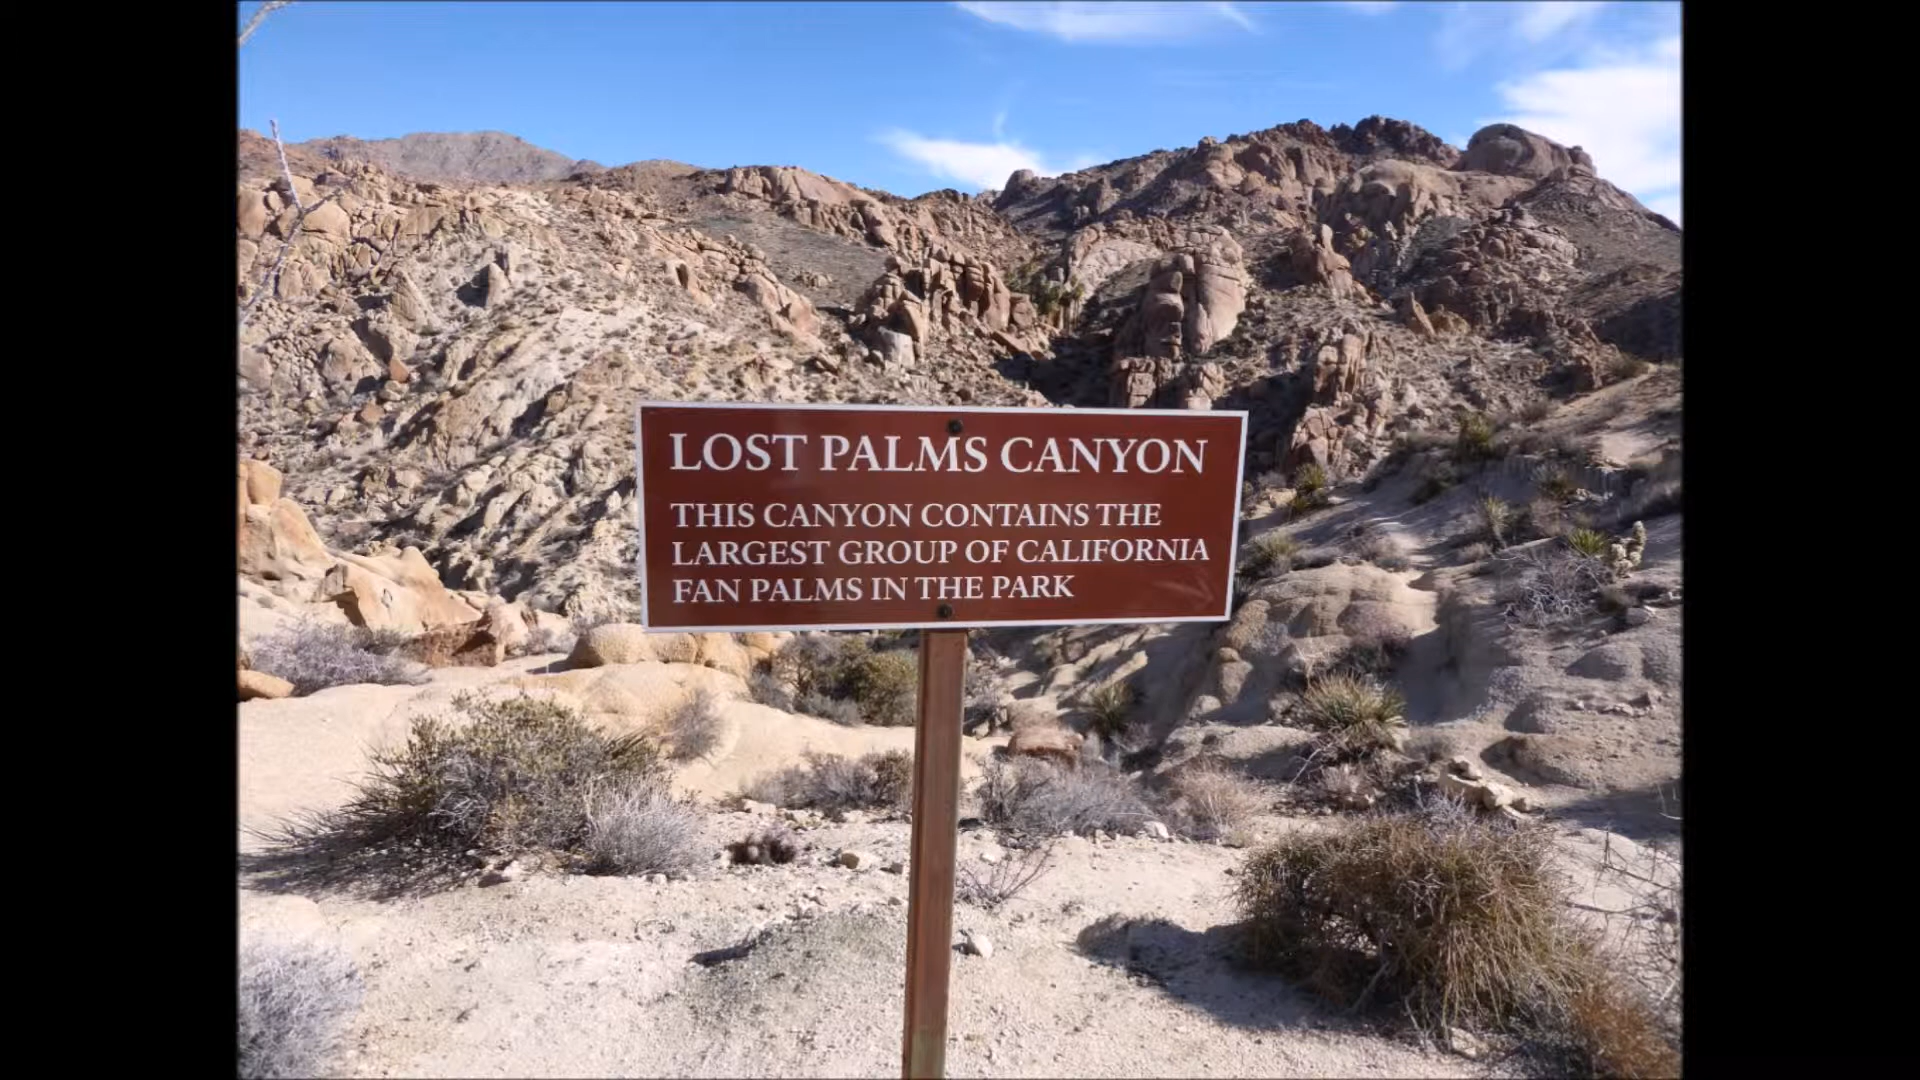 LOST PALMS CANYON
THIS CANYON CONTAINS THE
LARGEST GROUP OF CALIFORNIA
FAN PALMS IN THE PARK